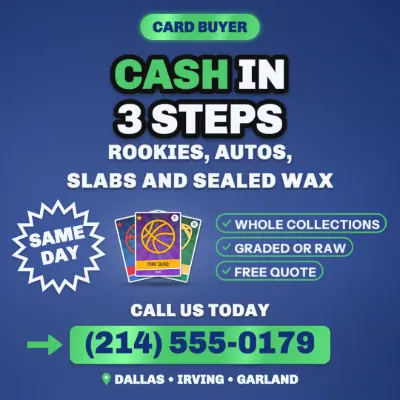 CARD BUYER
CASH IN
3 STEPS
ROOKIES, AUTOS,
SLABS AND SEALED WAX
SAME
DAY
WHOLE COLLECTIONS
GRADED OR RAW
FREE QUOTE
CALL US TODAY
(214) 555-0179
DALLAS • IRVING • GARLAND